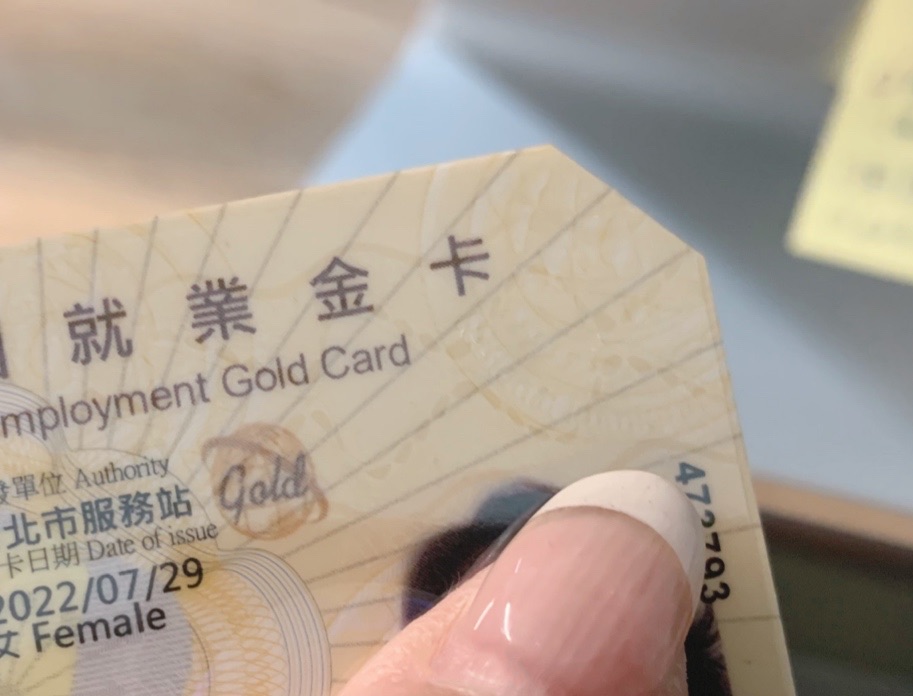 就業金卡
mployment Gold Card
單位 Authority
Gold
北市服務站
卡日期 Date of issue
2022/07/29
女 Female